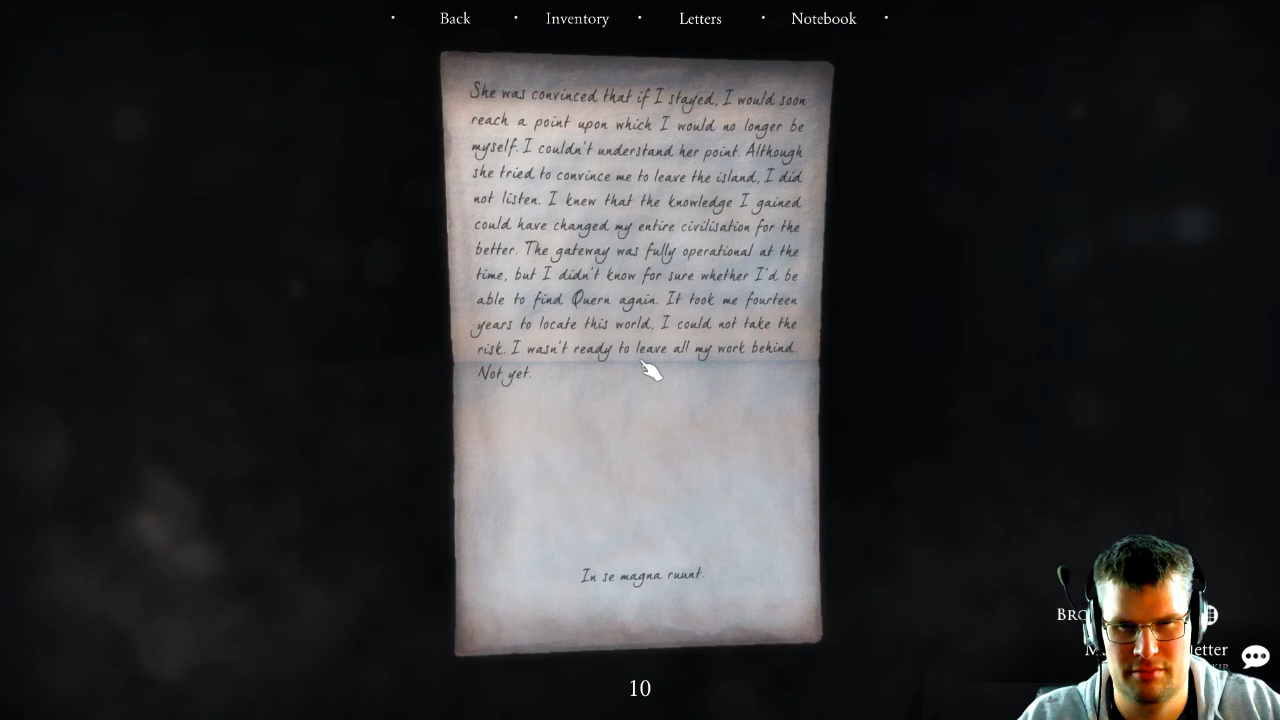 Back
Inventory
Letters
Notebook
She was convinced that if I stayed, I would soon
reach a point upon which I would no longer be
myself. I couldn't understand her point. Although
she tried to convince me to leave the island, I did
not listen. I knew that the knowledge I gained
could have changed my entire civilisation for the
better. The gateway was fully operational at the
time, but I didn't know for sure whether I'd be
able to find Quern again. It took me fourteen
years to locate this world, I could not take the
risk. I wasn't ready to leave all my work behind.
Not yet.
In se magna ruunt.
10